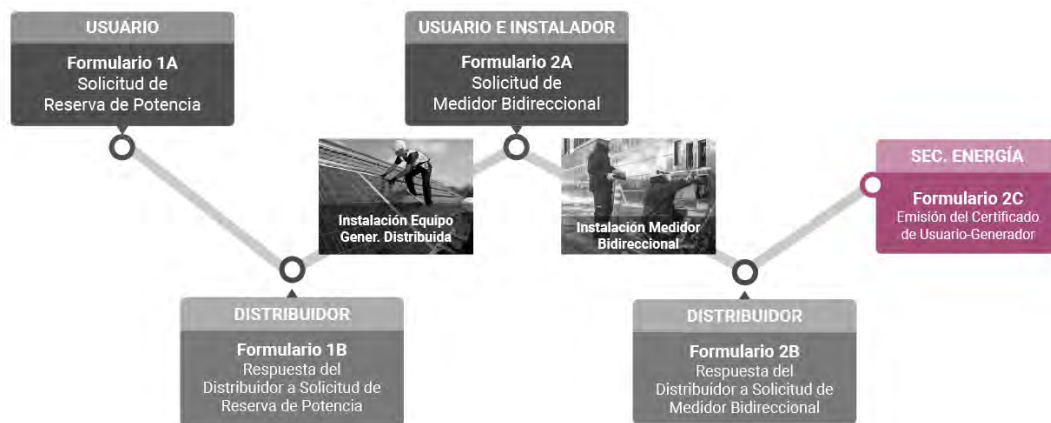 USUARIO
Formulario 1A
Solicitud de
Reserva de Potencia
USUARIO E INSTALADOR
Formulario 2A
Solicitud de
Medidor Bidireccional
SEC. ENERGÍA
Formulario 2C
Emisión del Certificado
de Usuario-Generador
Instalación Equipo
Gener. Distribuida
Instalación Medidor
Bidireccional
DISTRIBUIDOR
Formulario 1B
Respuesta del
Distribuidor a Solicitud de
Reserva de Potencia
DISTRIBUIDOR
Formulario 2B
Respuesta del
Distribuidor a Solicitud de
Medidor Bidireccional